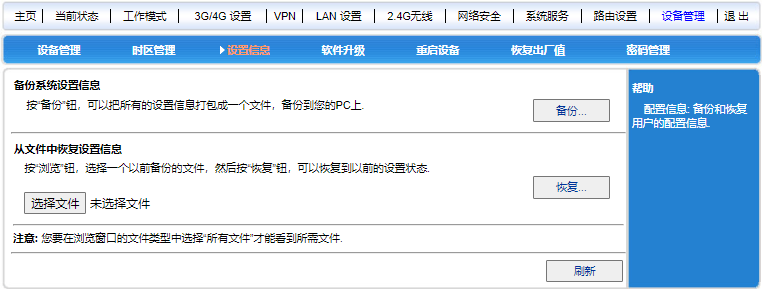 主页 当前状态 工作模式 3G/4G 设置 VPN LAN 设置 2.4G无线 网络安全 系统服务 路由设置 设备管理 退 出
设备管理 时区管理 设置信息 软件升级 重启设备 恢复出厂值 密码管理
备份系统设置信息
按“备份”钮，可以把所有的设置信息打包成一个文件，备份到您的PC上.
备份...
从文件中恢复设置信息
按“浏览”钮，选择一个以前备份的文件，然后按“恢复”钮，可以恢复到以前的设置状态.
恢复...
选择文件 未选择文件
注意: 您要在浏览窗口的文件类型中选择“所有文件”才能看到所需文件.
刷新
帮助
配置信息: 备份和恢复
用户的配置信息.